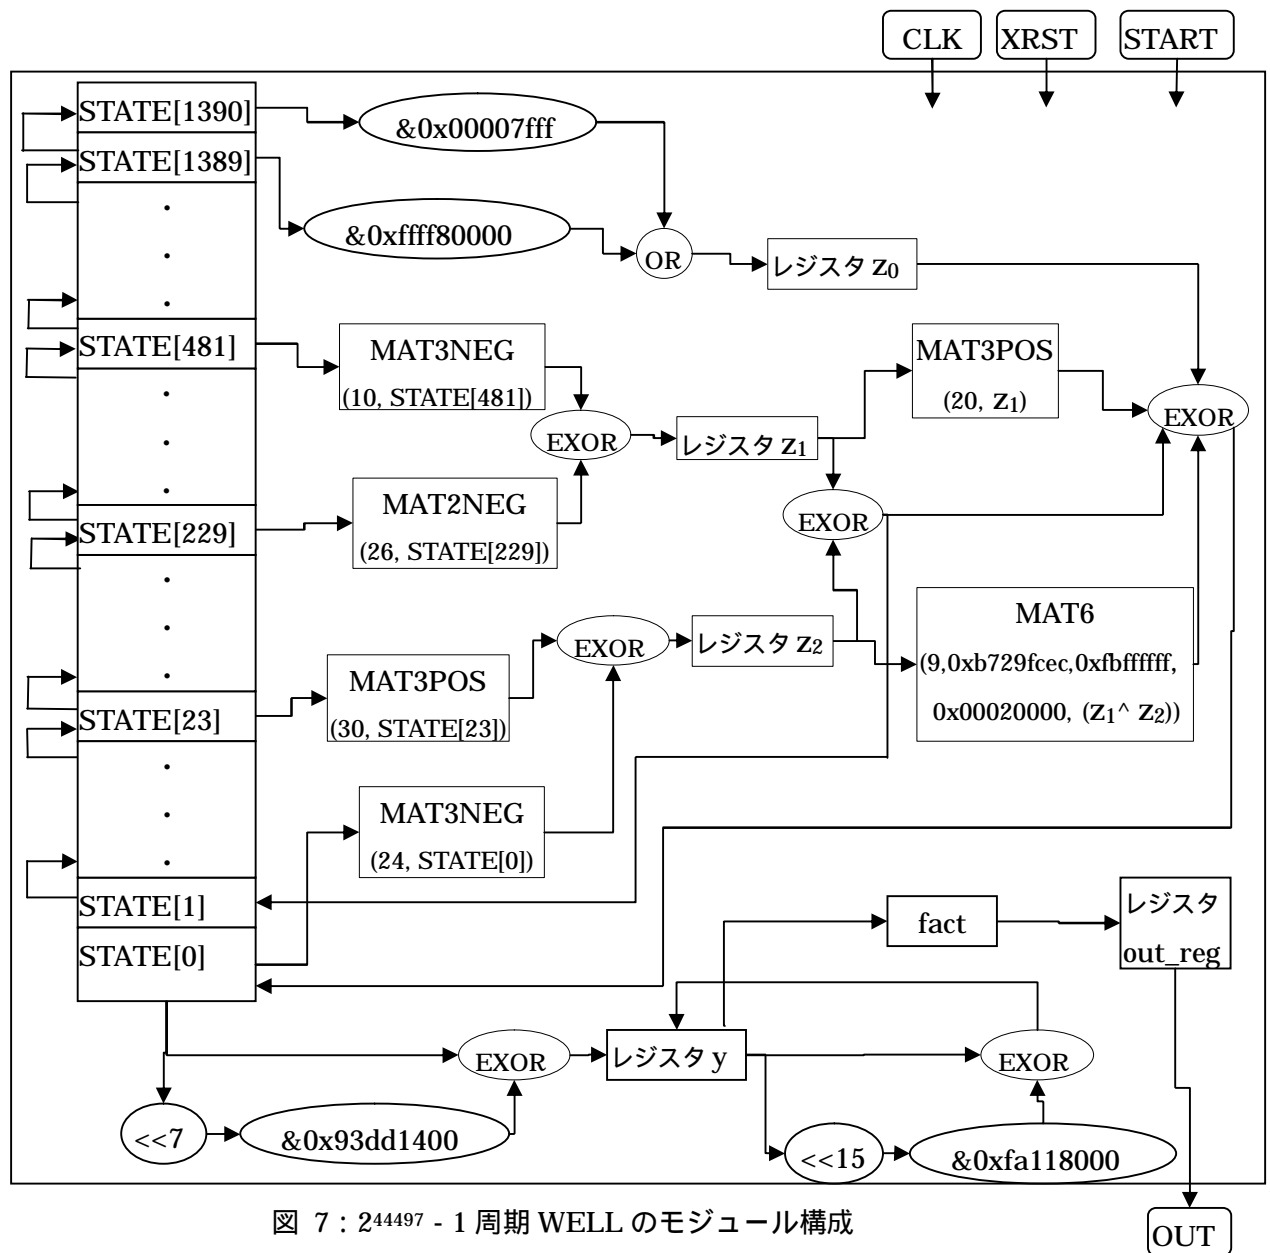 CLK XRST START
STATE[1390]
&0x00007fff
STATE[1389]
&0xffff80000
OR
レジスタ z0
STATE[481]
MAT3NEG
(10, STATE[481])
EXOR
レジスタ z1
MAT3POS
(20, z1)
EXOR
EXOR
STATE[229]
MAT2NEG
(26, STATE[229])
MAT6
(9,0xb729fcec,0xfbffffff,
0x00020000, (z1^ z2))
EXOR
レジスタ z2
STATE[23]
MAT3POS
(30, STATE[23])
MAT3NEG
(24, STATE[0])
STATE[1]
STATE[0]
fact
レジスタ
out_reg
EXOR
レジスタ y
EXOR
<<7
&0x93dd1400
<<15
&0xfa118000
図 7 : 2^44497 - 1 周期 WELL のモジュール構成
OUT